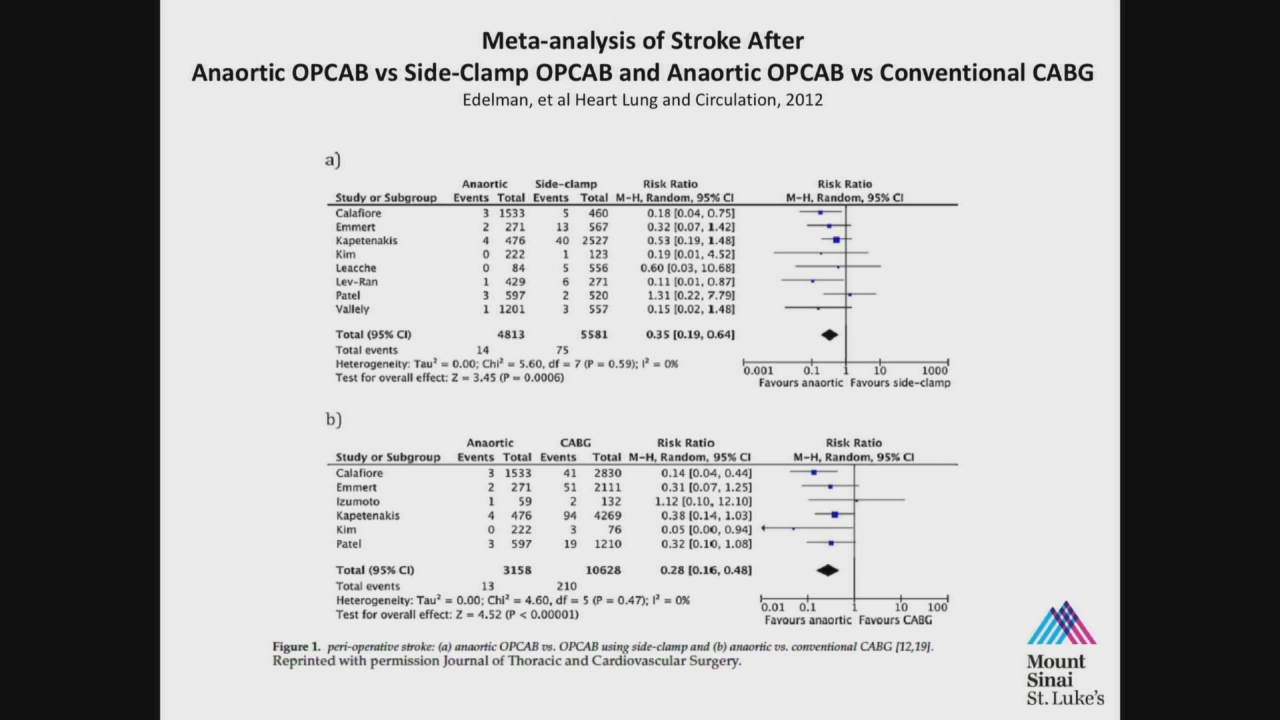 Meta-analysis of Stroke After
Anaortic OPCAB vs Side-Clamp OPCAB and Anaortic OPCAB vs Conventional CABG
Edelman, et al Heart Lung and Circulation, 2012
a)
Anaortic Side-clamp Risk Ratio Risk Ratio
Study or Subgroup Events Total Events Total M-H, Random, 95% CI M-H, Random, 95% CI
Calafiore 3 1533 5 460 0.18 [0.04, 0.75]
Emmert 2 271 13 567 0.32 [0.07, 1.42]
Kapetenakis 4 476 40 2527 0.53 [0.19, 1.48]
Kim 0 222 1 123 0.19 [0.01, 4.52]
Leacche 0 84 5 556 0.60 [0.03, 10.68]
Lev-Ran 1 429 6 271 0.11 [0.01, 0.87]
Patel 3 597 2 520 1.31 [0.22, 7.79]
Vallely 1 1201 3 557 0.15 [0.02, 1.48]
Total (95% CI) 4813 5581 0.35 [0.19, 0.64]
Total events 14 75
Heterogeneity: Tau² = 0.00; Chi² = 5.60, df = 7 (P = 0.59); I² = 0%
Test for overall effect: Z = 3.45 (P = 0.0006)
0.001 0.1 1 10 1000
Favours anaortic Favours side-clamp
b)
Anaortic CABG Risk Ratio Risk Ratio
Study or Subgroup Events Total Events Total M-H, Random, 95% CI M-H, Random, 95% CI
Calafiore 3 1533 41 2830 0.14 [0.04, 0.44]
Emmert 2 271 51 2111 0.31 [0.07, 1.25]
Izumoto 1 59 2 132 1.12 [0.10, 12.10]
Kapetenakis 4 476 94 4269 0.38 [0.14, 1.03]
Kim 0 222 3 76 0.05 [0.00, 0.94]
Patel 3 597 19 1210 0.32 [0.10, 1.08]
Total (95% CI) 3158 10628 0.28 [0.16, 0.48]
Total events 13 210
Heterogeneity: Tau² = 0.00; Chi² = 4.60, df = 5 (P = 0.47); I² = 0%
Test for overall effect: Z = 4.52 (P < 0.00001)
0.01 0.1 1 10 100
Favours anaortic Favours CABG
Figure 1. peri-operative stroke: (a) anaortic OPCAB vs. OPCAB using side-clamp and (b) anaortic vs. conventional CABG [12,19].
Reprinted with permission Journal of Thoracic and Cardiovascular Surgery.
Mount
Sinai
St. Luke's